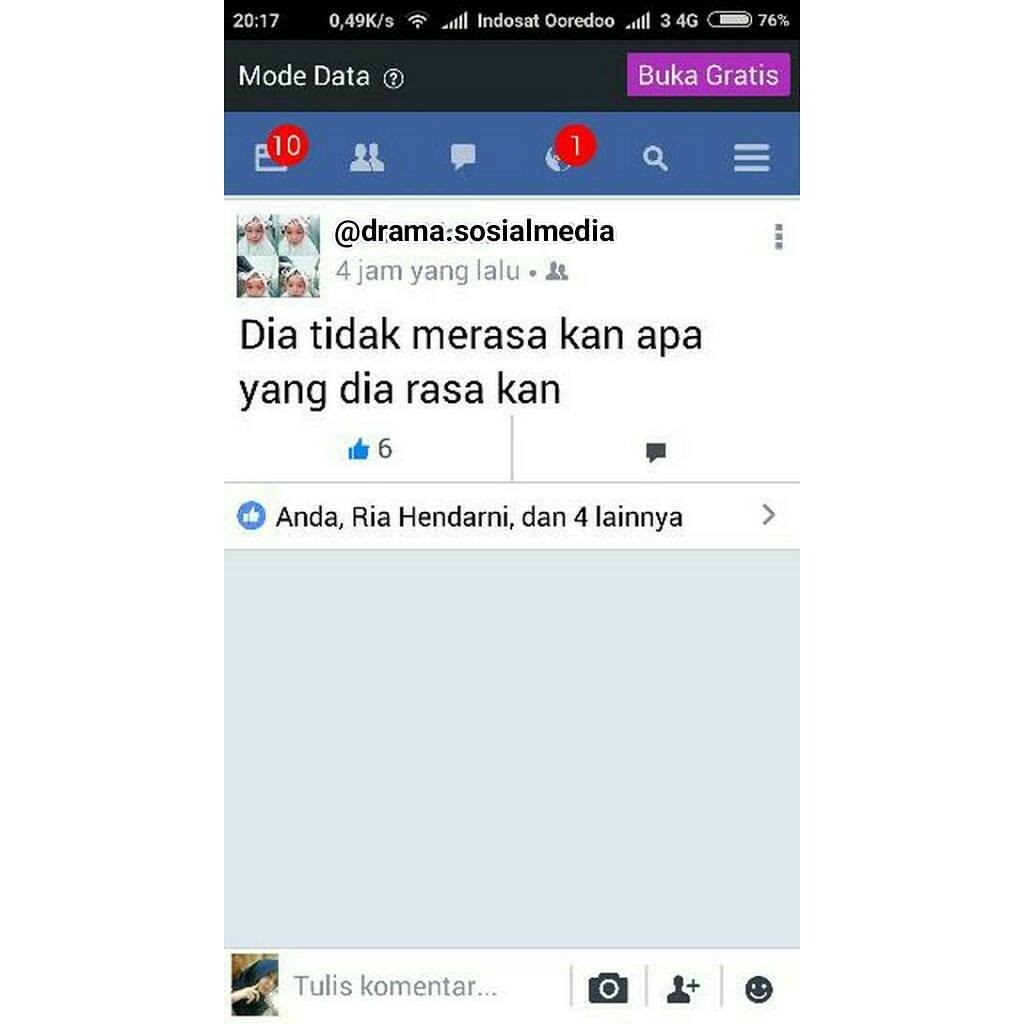 20:17 0,49K/s Indosat Ooredoo 3 4G 76%
Mode Data ? Buka Gratis
10 1
@drama.sosialmedia
4 jam yang lalu •
Dia tidak merasa kan apa
yang dia rasa kan
6
Anda, Ria Hendarni, dan 4 lainnya
Tulis komentar...